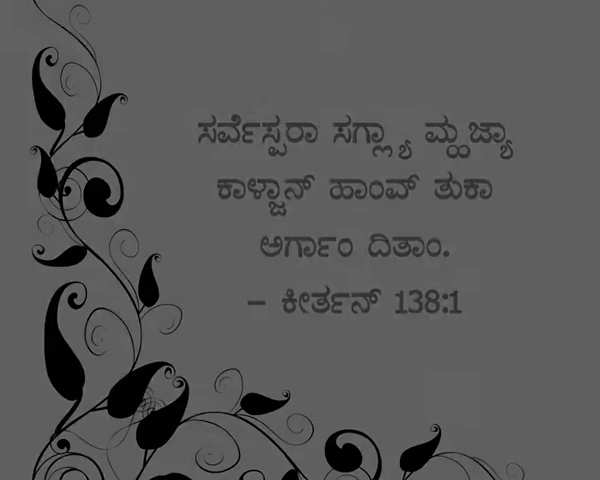 ಸರ್ವೆಸ್ಪರಾ ಸಗ್ಳ್ಯಾ ಮ್ಹಜ್ಯಾ
ಕಾಳ್ಜಾನ್ ಹಾಂವ್ ತುಕಾ
ಅರ್ಗಾಂ ದಿತಾಂ.
– ಕೀರ್ತನ್ 138:1